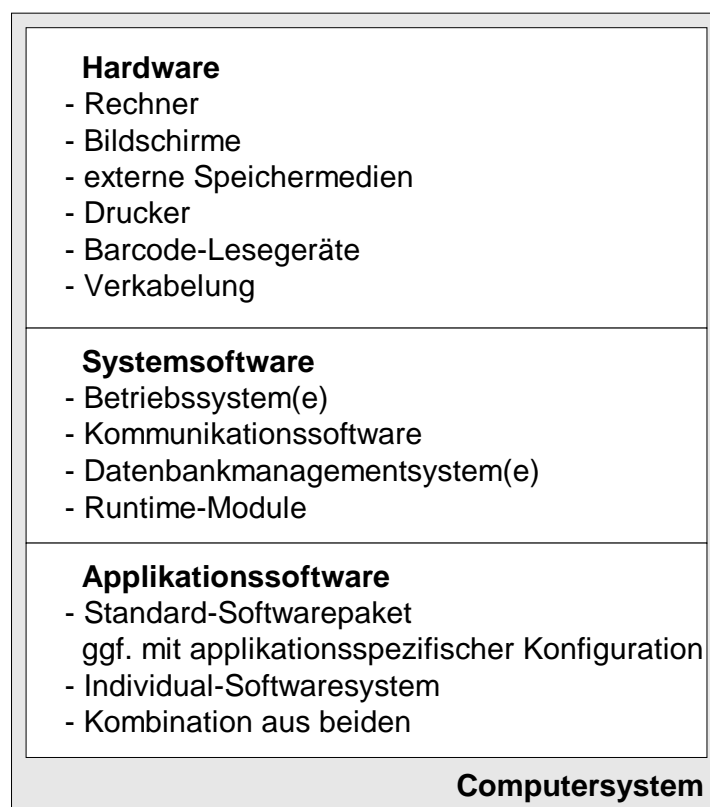 Hardware
- Rechner
- Bildschirme
- externe Speichermedien
- Drucker
- Barcode-Lesegeräte
- Verkabelung
Systemsoftware
- Betriebssystem(e)
- Kommunikationssoftware
- Datenbankmanagementsystem(e)
- Runtime-Module
Applikationssoftware
- Standard-Softwarepaket
ggf. mit applikationsspezifischer Konfiguration
- Individual-Softwaresystem
- Kombination aus beiden
Computersystem